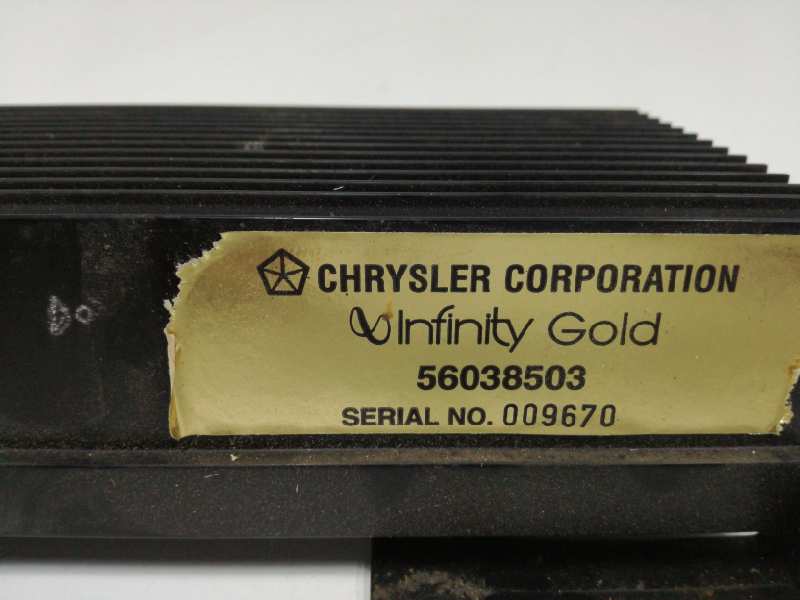 CHRYSLER CORPORATION
Infinity Gold
56038503
SERIAL NO. 009670